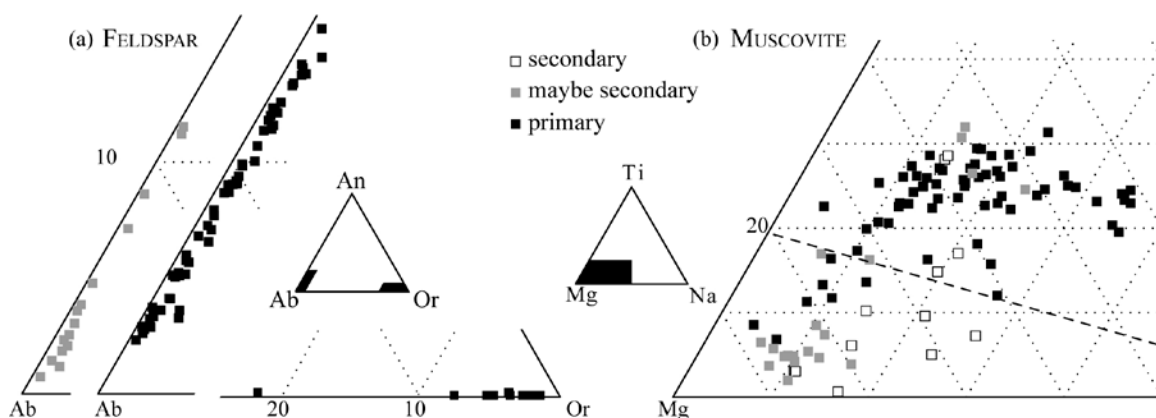 (a) FELDSPAR
(b) MUSCOVITE
secondary
maybe secondary
primary
10
An
Ab
Or
Ti
Mg
Na
20
Ab
Ab
20
10
Or
Mg